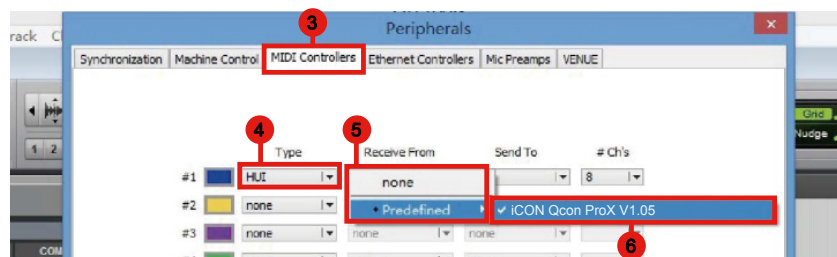 3
Peripherals
rack
Synchronization Machine Control MIDI Controllers Ethernet Controllers Mic Preamps VENUE
Grid
4 5
Nudge
1 2
Type Receive From Send To # Ch's
#1 HUI none 8
#2 none Predefined iCON Qcon ProX V1.05
#3 none none none
6
COM